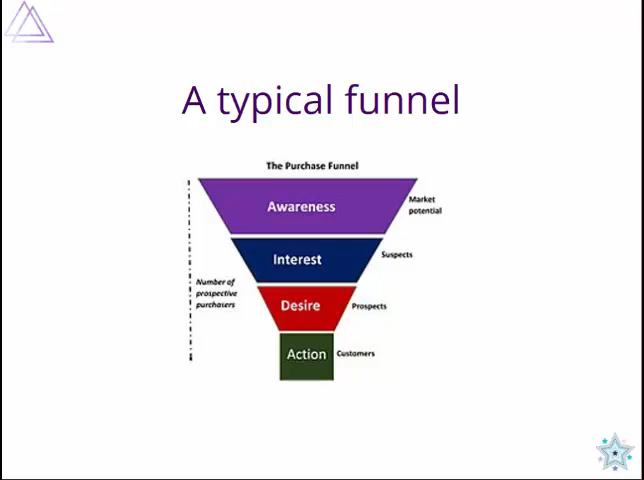 A typical funnel
The Purchase Funnel
Awareness
Market
potential
Interest
Suspects
Number of
prospective
purchasers
Desire
Prospects
Action
Customers